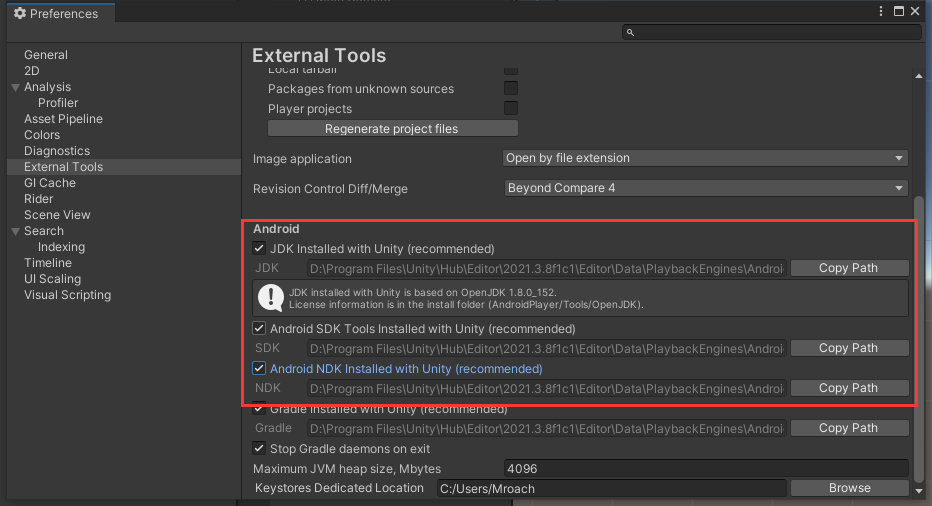 Preferences
General
2D
Analysis
Profiler
Asset Pipeline
Colors
Diagnostics
External Tools
GI Cache
Rider
Scene View
Search
Indexing
Timeline
UI Scaling
Visual Scripting
External Tools
Local tarball
Packages from unknown sources
Player projects
Regenerate project files
Image application Open by file extension
Revision Control Diff/Merge Beyond Compare 4
Android
JDK Installed with Unity (recommended)
JDK D:\Program Files\Unity\Hub\Editor\2021.3.8f1c1\Editor\Data\PlaybackEngines\Androi Copy Path
JDK installed with Unity is based on OpenJDK 1.8.0_152.
License information is in the install folder (AndroidPlayer/Tools/OpenJDK).
Android SDK Tools Installed with Unity (recommended)
SDK D:\Program Files\Unity\Hub\Editor\2021.3.8f1c1\Editor\Data\PlaybackEngines\Androi Copy Path
Android NDK Installed with Unity (recommended)
NDK D:\Program Files\Unity\Hub\Editor\2021.3.8f1c1\Editor\Data\PlaybackEngines\Androi Copy Path
Gradle Installed with Unity (recommended)
Gradle D:\Program Files\Unity\Hub\Editor\2021.3.8f1c1\Editor\Data\PlaybackEngines\Androi Copy Path
Stop Gradle daemons on exit
Maximum JVM heap size, Mbytes 4096
Keystores Dedicated Location C:/Users/Mroach Browse